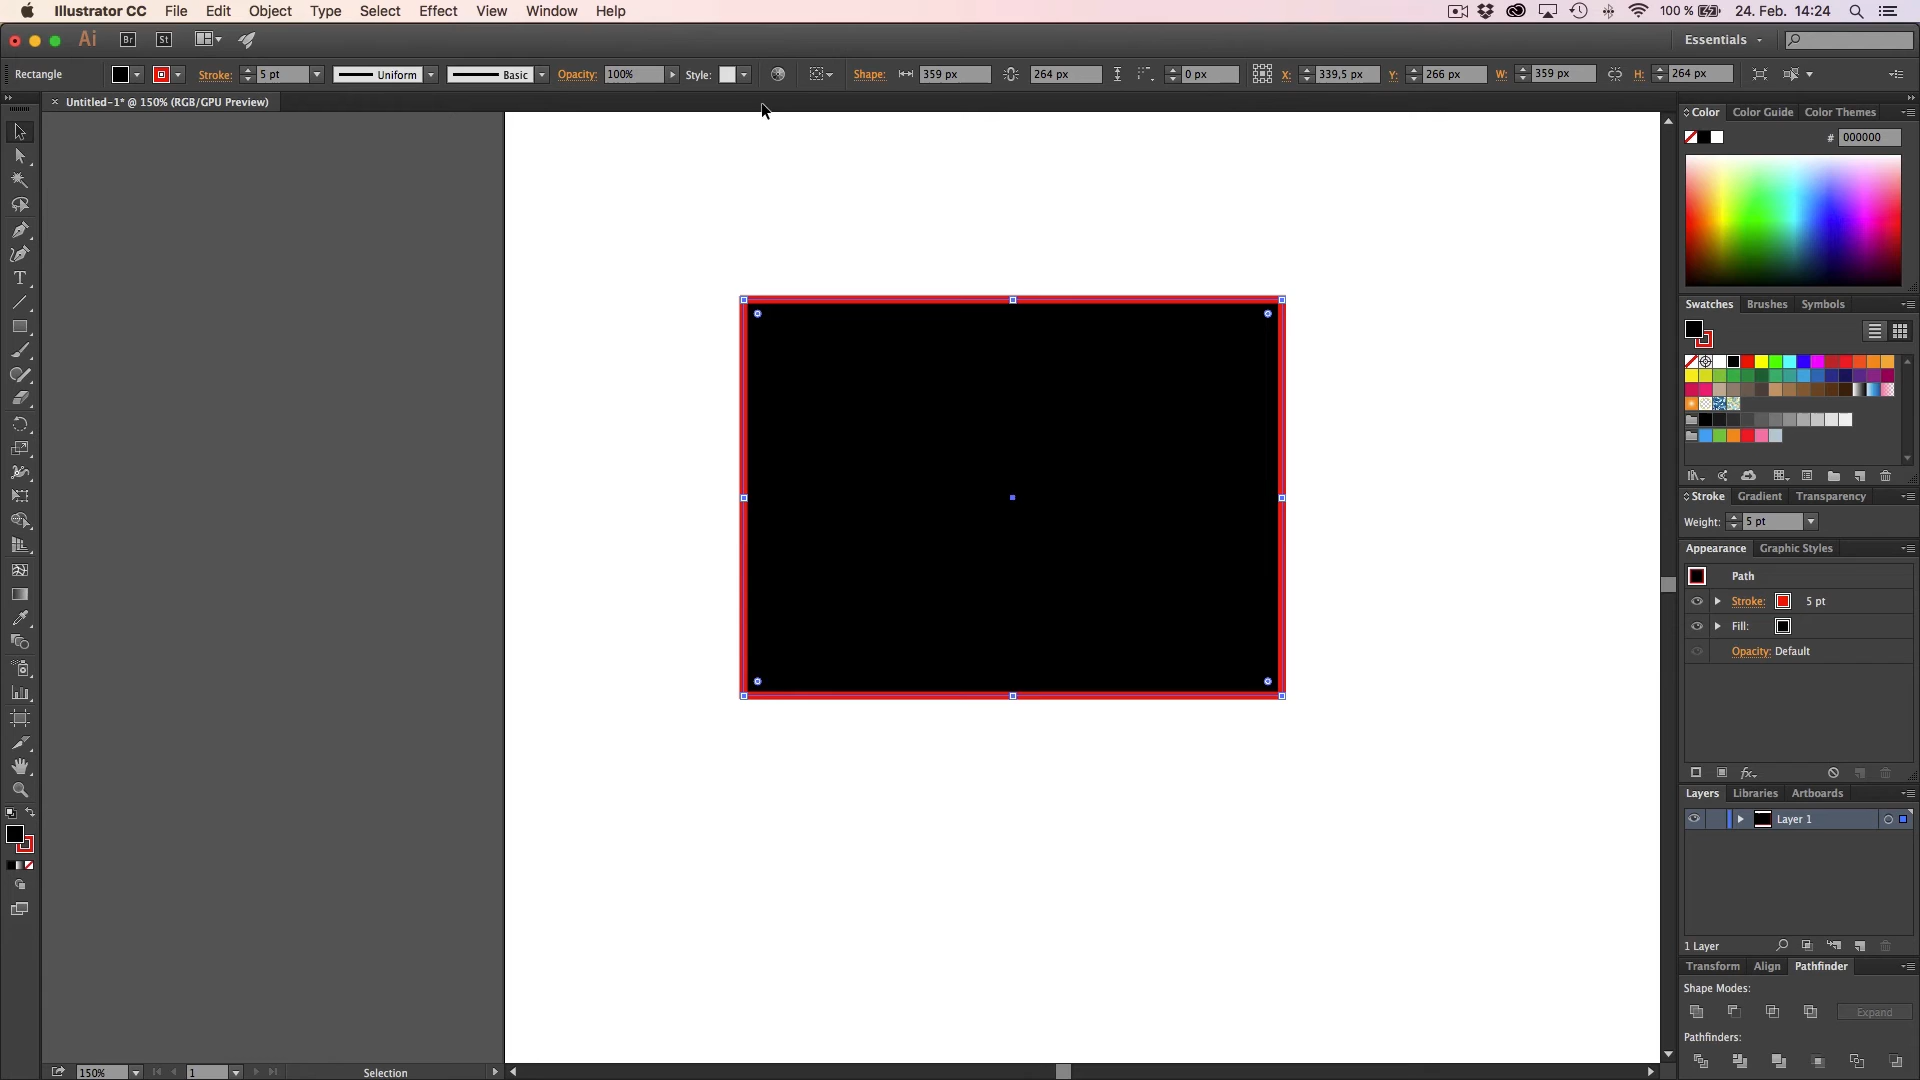 Illustrator CC File Edit Object Type Select Effect View Window Help 100 % 24. Feb. 14:24
Ai Br St Essentials
Rectangle Stroke: 5 pt Uniform Basic Opacity: 100% Style: Shape: 359 px 264 px 0 px X: 339,5 px Y: 266 px W: 359 px H: 264 px
Untitled-1* @ 150% (RGB/GPU Preview)
Color Color Guide Color Themes
# 000000
Swatches Brushes Symbols
Stroke Gradient Transparency
Weight: 5 pt
Appearance Graphic Styles
Path
Stroke: 5 pt
Fill:
Opacity: Default
fx
Layers Libraries Artboards
Layer 1
1 Layer
Transform Align Pathfinder
Shape Modes:
Expand
Pathfinders:
150% 1 Selection